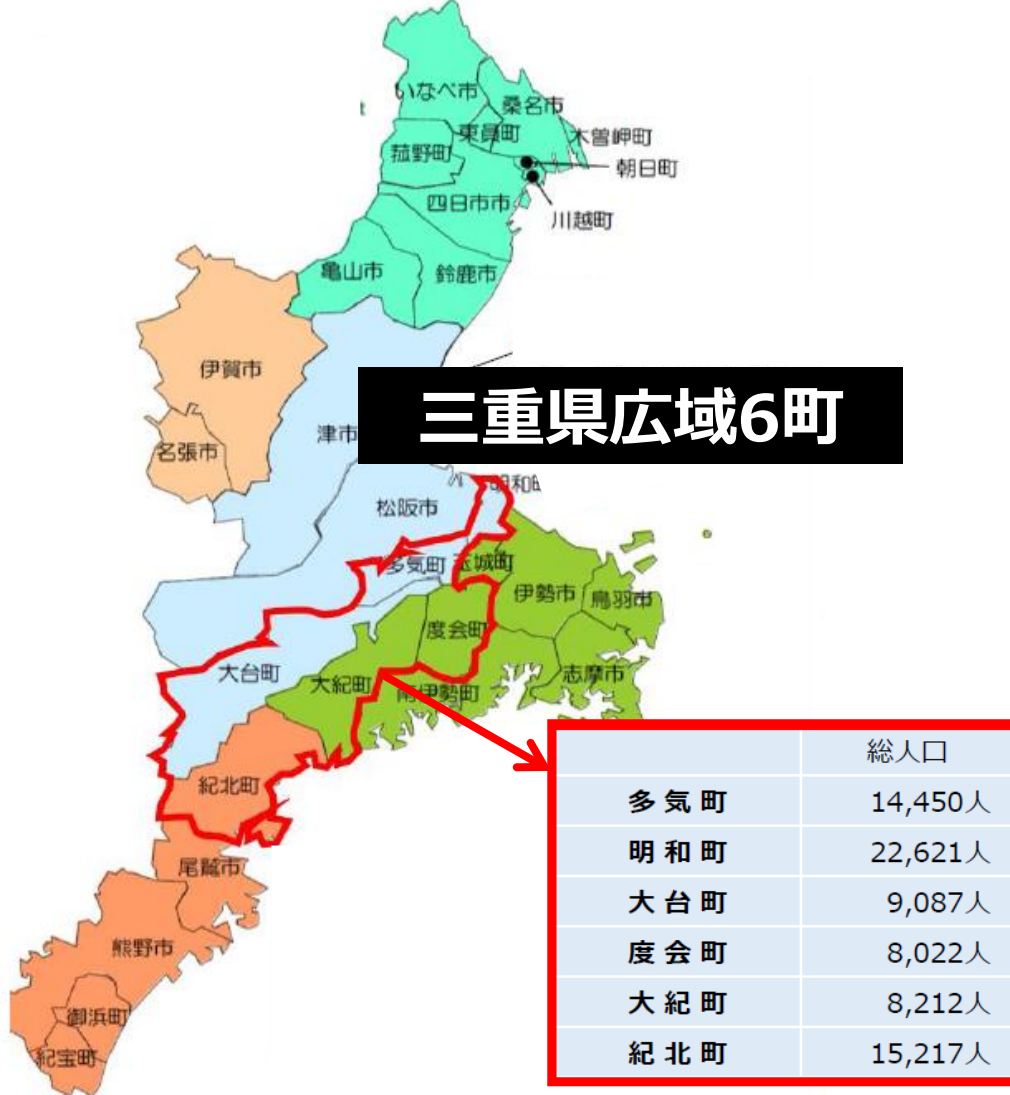 いなべ市
桑名市
東員町
木曽岬町
菰野町
朝日町
四日市市
川越町
亀山市
鈴鹿市
伊賀市
三重県広域6町
津市
名張市
明和
松阪市
多気町
玉城町
伊勢市
鳥羽市
度会町
大台町
大紀町
南伊勢町
志摩市
紀北町
尾鷲市
熊野市
御浜町
紀宝町
総人口
多気町 14,450人
明和町 22,621人
大台町 9,087人
度会町 8,022人
大紀町 8,212人
紀北町 15,217人